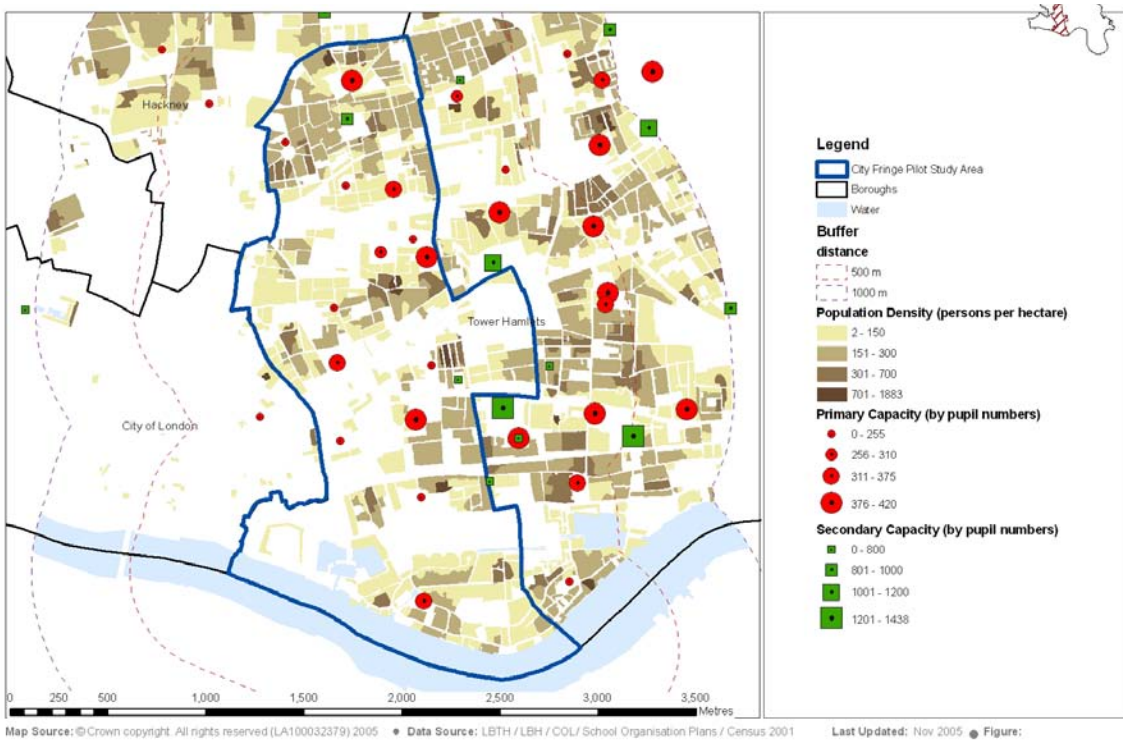 Hackney
Tower Hamlets
City of London
0 250 500 1,000 1,500 2,000 2,500 3,000 3,500
Metres
Legend
City Fringe Pilot Study Area
Boroughs
Water
Buffer
distance
500 m
1000 m
Population Density (persons per hectare)
2 - 150
151 - 300
301 - 700
701 - 1883
Primary Capacity (by pupil numbers)
0 - 255
256 - 310
311 - 375
376 - 420
Secondary Capacity (by pupil numbers)
0 - 800
801 - 1000
1001 - 1200
1201 - 1438
Map Source: © Crown copyright. All rights reserved (LA100032379) 2005 • Data Source: LBTH / LBH / COL/ School Organisation Plans / Census 2001 Last Updated: Nov 2005 ● Figure: